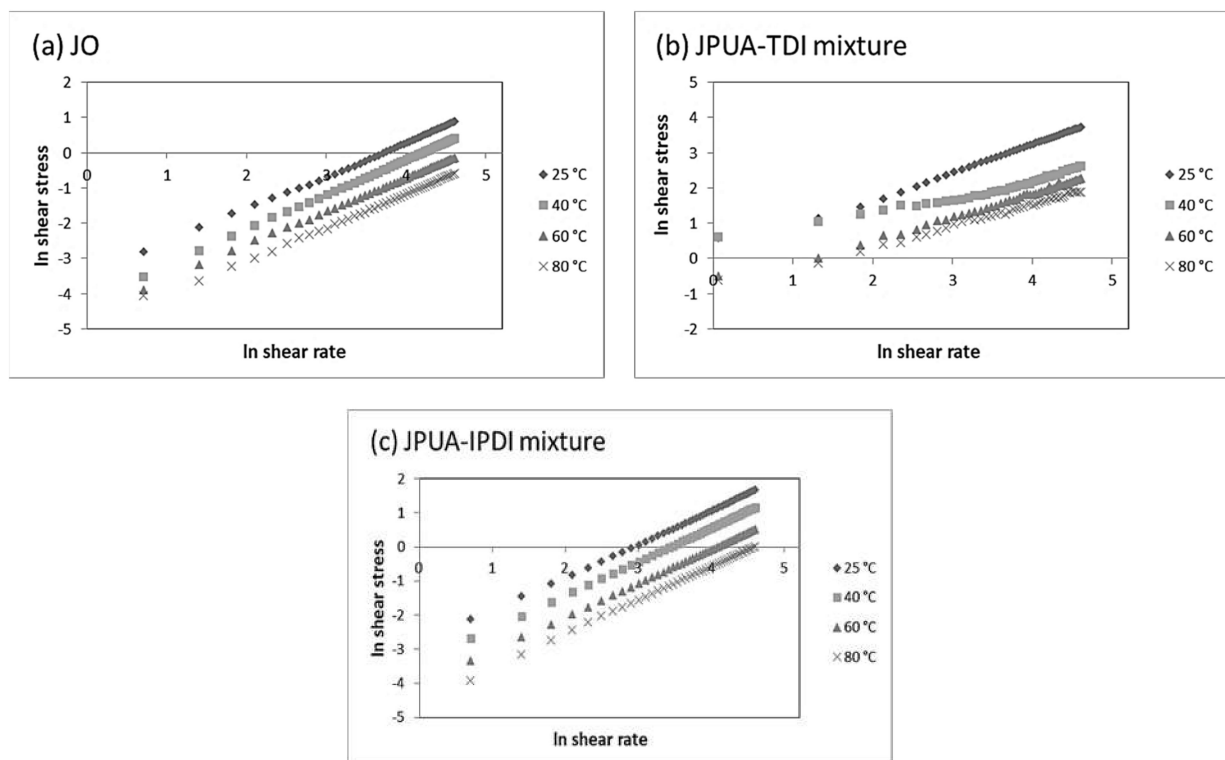 (a) JO
2
1
0
-1
-2
-3
-4
-5
0 1 2 3 4 5
ln shear stress
ln shear rate
25 °C
40 °C
60 °C
80 °C
(b) JPUA-TDI mixture
5
4
3
2
1
0
-1
-2
0 1 2 3 4 5
ln shear stress
ln shear rate
25 °C
40 °C
60 °C
80 °C
(c) JPUA-IPDI mixture
2
1
0
-1
-2
-3
-4
-5
0 1 2 3 4 5
ln shear stress
ln shear rate
25 °C
40 °C
60 °C
80 °C